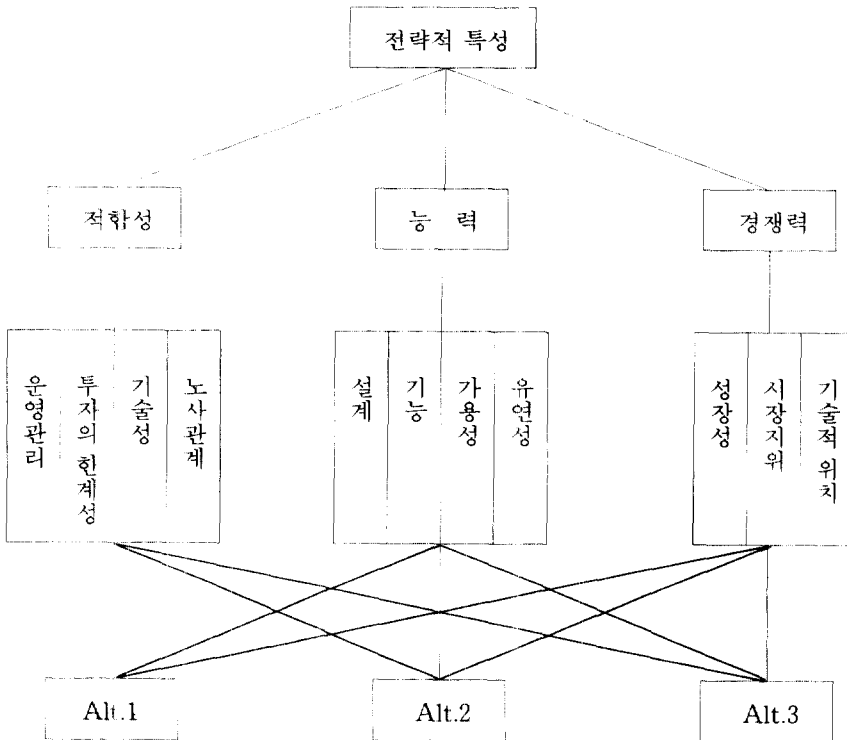 전략적 특성
적합성
능 력
경쟁력
운영관리
투자의 한계성
기술성
노사관계
설계
기능
가용성
유연성
성장성
시장지위
기술적 위치
Alt.1
Alt.2
Alt.3